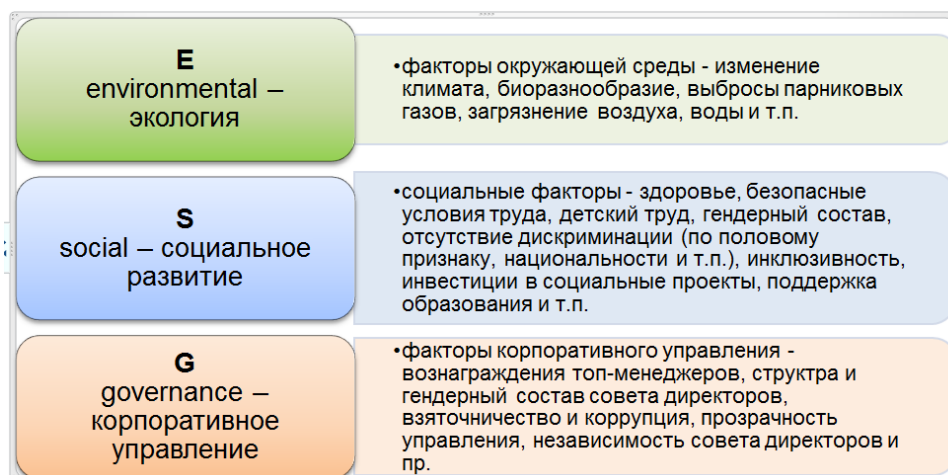 E
environmental –
экология
•факторы окружающей среды - изменение
климата, биоразнообразие, выбросы парниковых
газов, загрязнение воздуха, воды и т.п.
S
social – социальное
развитие
•социальные факторы - здоровье, безопасные
условия труда, детский труд, гендерный состав,
отсутствие дискриминации (по половому
признаку, национальности и т.п.), инклюзивность,
инвестиции в социальные проекты, поддержка
образования и т.п.
G
governance –
корпоративное
управление
•факторы корпоративного управления -
вознаграждения топ-менеджеров, структра и
гендерный состав совета директоров,
взяточничество и коррупция, прозрачность
управления, независимость совета директоров и
пр.